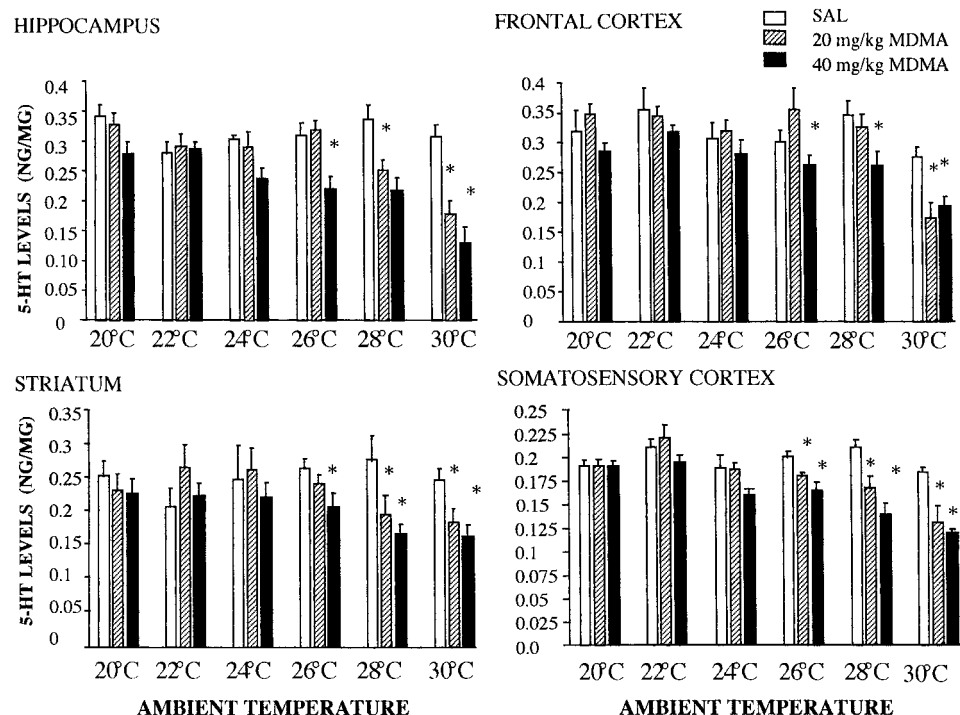 HIPPOCAMPUS
5-HT LEVELS (NG/MG)
0.4
0.35
0.3
0.25
0.2
0.15
0.1
0.05
0
* * * *
20°C 22°C 24°C 26°C 28°C 30°C
FRONTAL CORTEX
SAL
20 mg/kg MDMA
40 mg/kg MDMA
0.4
0.35
0.3
0.25
0.2
0.15
0.1
0.05
0
* * * *
20°C 22°C 24°C 26°C 28°C 30°C
STRIATUM
5-HT LEVELS (NG/MG)
0.35
0.3
0.25
0.2
0.15
0.1
0.05
0
* * * * *
20°C 22°C 24°C 26°C 28°C 30°C
AMBIENT TEMPERATURE
SOMATOSENSORY CORTEX
0.25
0.225
0.2
0.175
0.15
0.125
0.1
0.075
0.05
0.025
0.0
* * * * * *
20°C 22°C 24°C 26°C 28°C 30°C
AMBIENT TEMPERATURE